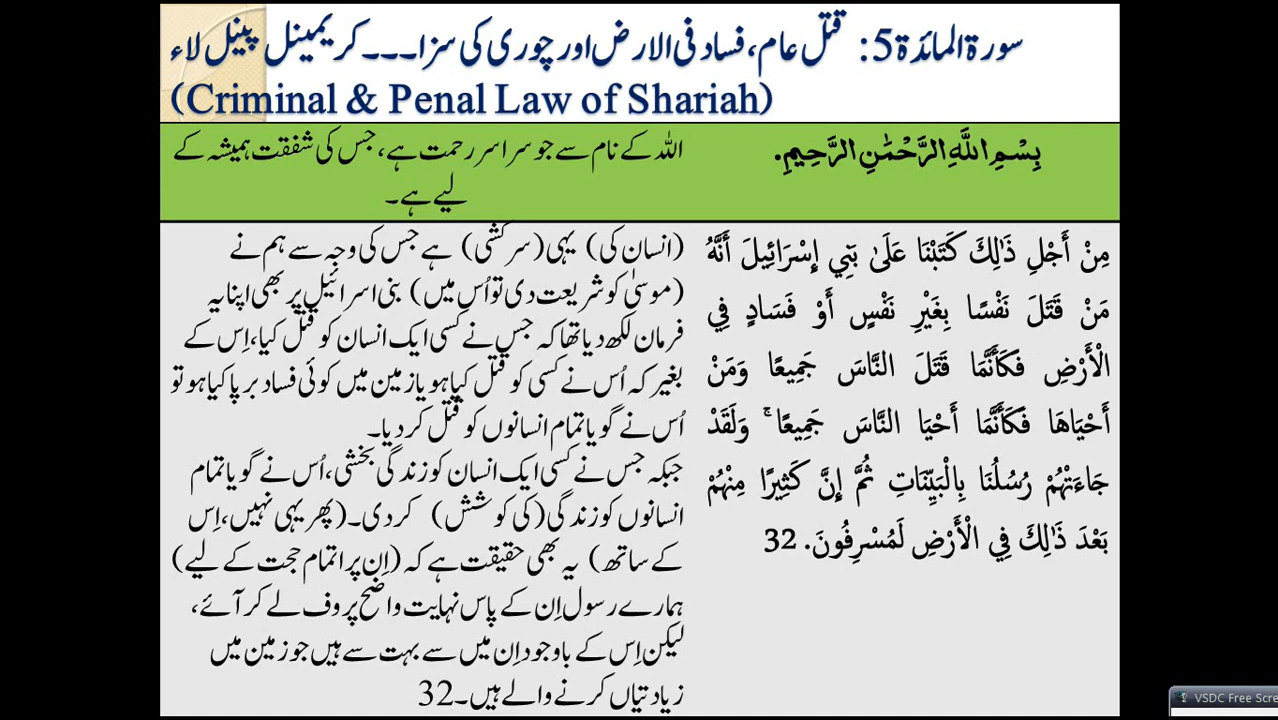 سورۃ المائدۃ 5: قتل عام، فساد فی الارض اور چوری کی سزا۔۔۔ کریمینل پینل لاء
(Criminal & Penal Law of Shariah)
بِسْمِ اللَّهِ الرَّحْمَٰنِ الرَّحِيمِ.
اللہ کے نام سے جو سراسر رحمت ہے، جس کی شفقت ہمیشہ کے
لیے ہے۔
مِنْ أَجْلِ ذَٰلِكَ كَتَبْنَا عَلَىٰ بَنِي إِسْرَائِيلَ أَنَّهُ
مَنْ قَتَلَ نَفْسًا بِغَيْرِ نَفْسٍ أَوْ فَسَادٍ فِي
الْأَرْضِ فَكَأَنَّمَا قَتَلَ النَّاسَ جَمِيعًا وَمَنْ
أَحْيَاهَا فَكَأَنَّمَا أَحْيَا النَّاسَ جَمِيعًا ۚ وَلَقَدْ
جَاءَتْهُمْ رُسُلُنَا بِالْبَيِّنَاتِ ثُمَّ إِنَّ كَثِيرًا مِنْهُمْ
بَعْدَ ذَٰلِكَ فِي الْأَرْضِ لَمُسْرِفُونَ. 32
(انسان کی) یہی (سرکشی) ہے جس کی وجہ سے ہم نے
(موسیٰ کو شریعت دی تو اُس میں) بنی اسرائیل پر بھی اپنا یہ
فرمان لکھ دیا تھا کہ جس نے کسی ایک انسان کو قتل کیا، اِس کے
بغیر کہ اُس نے کسی کو قتل کیا ہو یا زمین میں کوئی فساد برپا کیا ہو تو
اُس نے گویا تمام انسانوں کو قتل کر دیا۔
جبکہ جس نے کسی ایک انسان کو زندگی بخشی، اُس نے گویا تمام
انسانوں کو زندگی (کی کوشش) کر دی۔ (پھر یہی نہیں، اِس
کے ساتھ) یہ بھی حقیقت ہے کہ (اِن پر اتمام حجت کے لیے)
ہمارے رسول اِن کے پاس نہایت واضح پروف لے کر آئے،
لیکن اِس کے باوجود اِن میں سے بہت سے ہیں جو زمین میں
زیادتیاں کرنے والے ہیں۔ 32
VSDC Free Scre